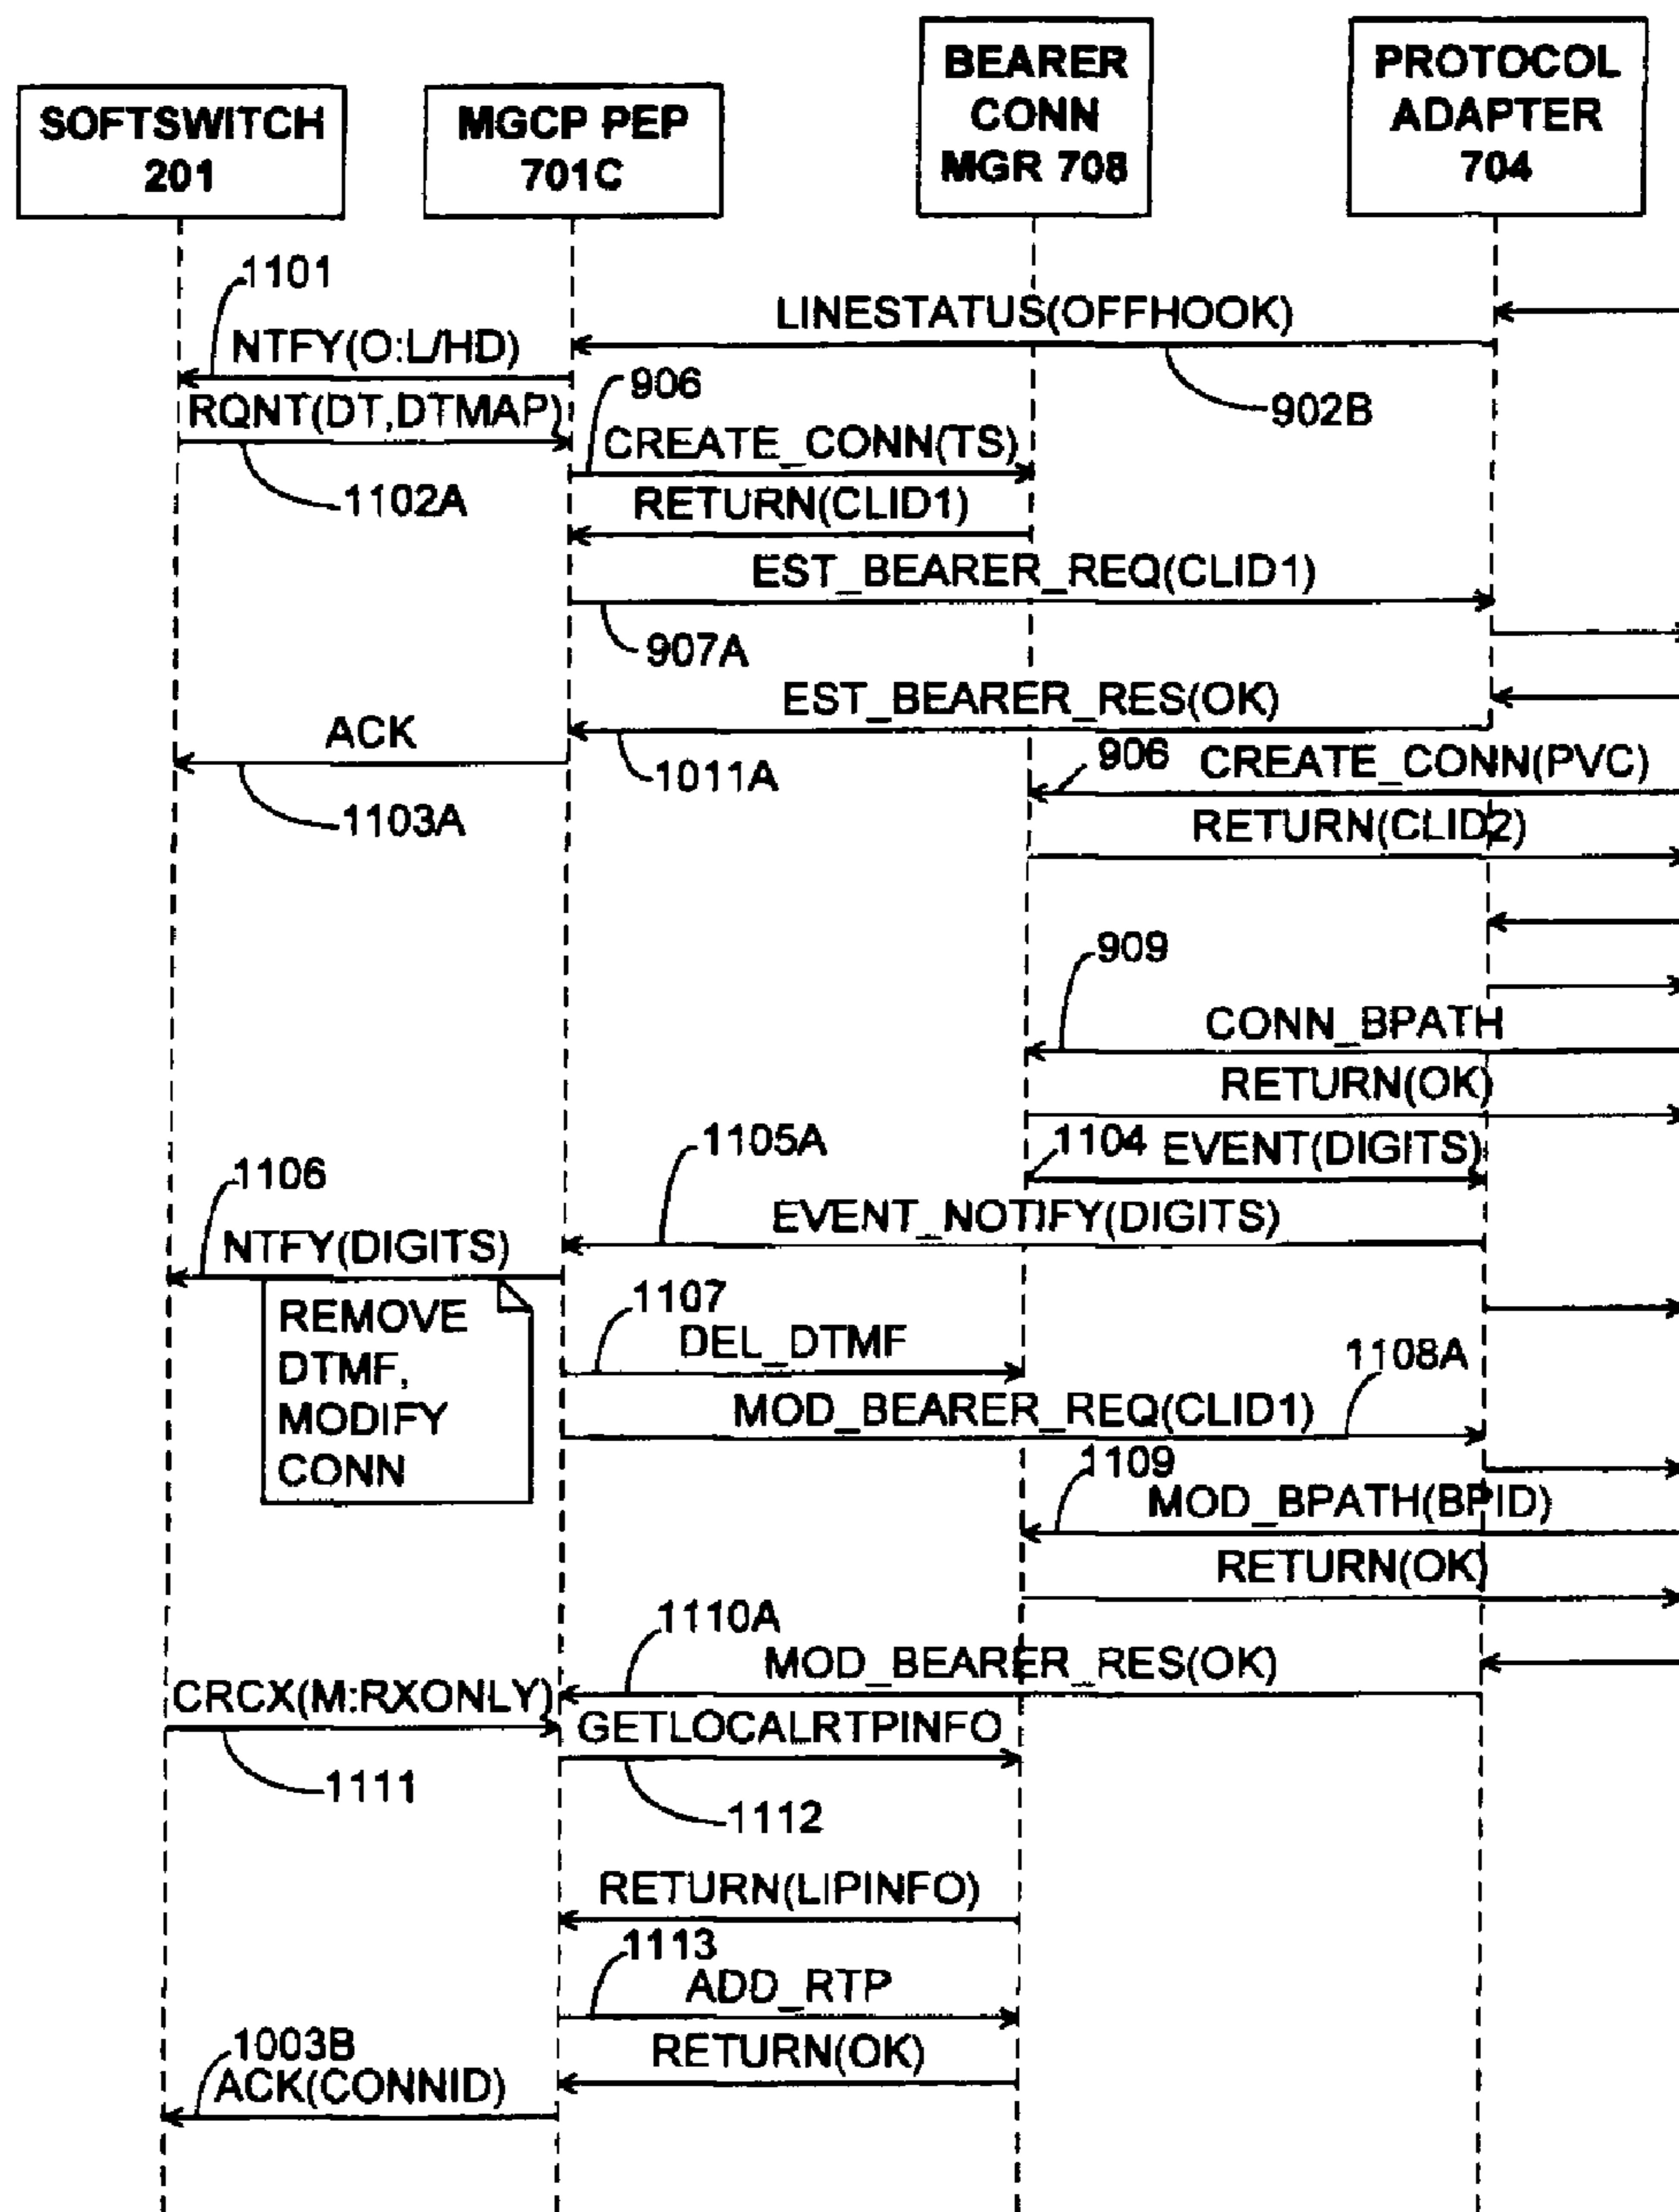 SOFTSWITCH
201
MGCP PEP
701C
BEARER
CONN
MGR 708
PROTOCOL
ADAPTER
704
1101
LINESTATUS(OFFHOOK)
NTFY(O:L/HD)
902B
RQNT(DT,DTMAP)
906
CREATE_CONN(TS)
1102A
RETURN(CLID1)
EST_BEARER_REQ(CLID1)
907A
EST_BEARER_RES(OK)
ACK
1011A
906
CREATE_CONN(PVC)
1103A
RETURN(CLID2)
909
CONN_BPATH
RETURN(OK)
1105A
1104
EVENT(DIGITS)
1106
EVENT_NOTIFY(DIGITS)
NTFY(DIGITS)
REMOVE
DTMF,
MODIFY
CONN
1107
DEL_DTMF
1108A
MOD_BEARER_REQ(CLID1)
1109
MOD_BPATH(BPID)
RETURN(OK)
1110A
MOD_BEARER_RES(OK)
CRCX(M:RXONLY)
GETLOCALRTPINFO
1111
1112
RETURN(LIPINFO)
1113
ADD_RTP
1003B
RETURN(OK)
ACK(CONNID)